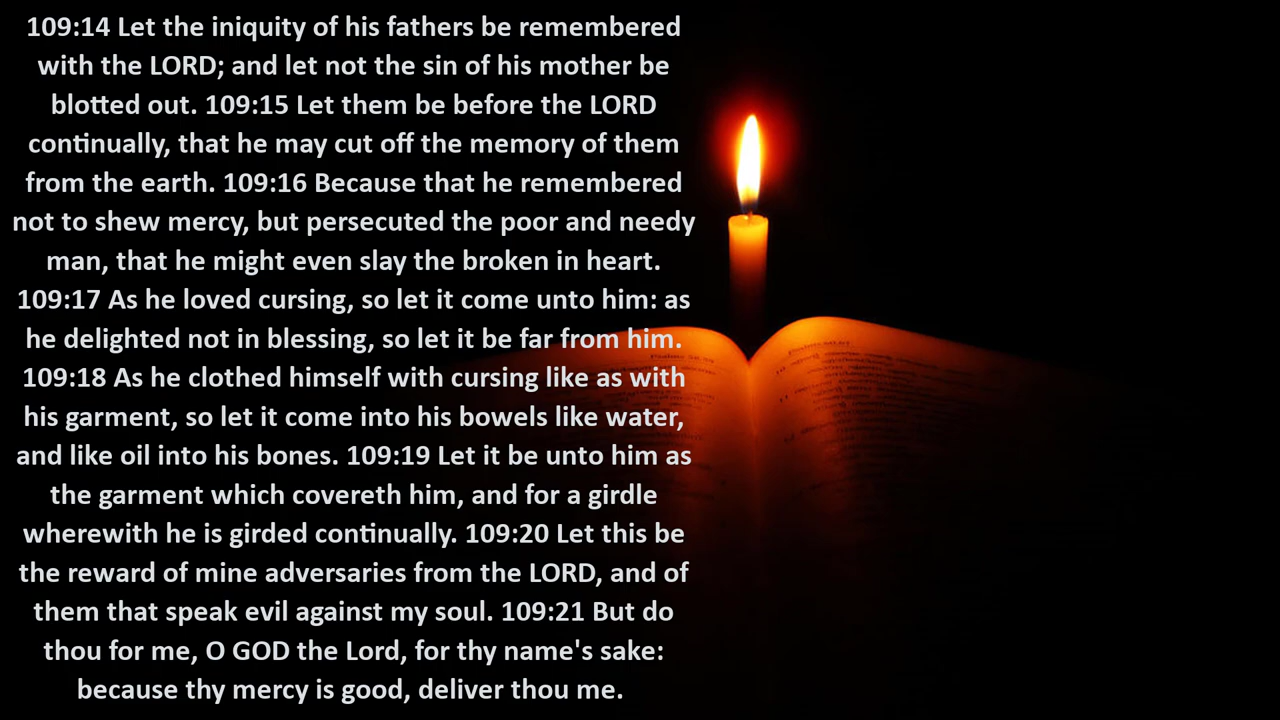 109:14 Let the iniquity of his fathers be remembered
with the LORD; and let not the sin of his mother be
blotted out. 109:15 Let them be before the LORD
continually, that he may cut off the memory of them
from the earth. 109:16 Because that he remembered
not to shew mercy, but persecuted the poor and needy
man, that he might even slay the broken in heart.
109:17 As he loved cursing, so let it come unto him: as
he delighted not in blessing, so let it be far from him.
109:18 As he clothed himself with cursing like as with
his garment, so let it come into his bowels like water,
and like oil into his bones. 109:19 Let it be unto him as
the garment which covereth him, and for a girdle
wherewith he is girded continually. 109:20 Let this be
the reward of mine adversaries from the LORD, and of
them that speak evil against my soul. 109:21 But do
thou for me, O GOD the Lord, for thy name's sake:
because thy mercy is good, deliver thou me.